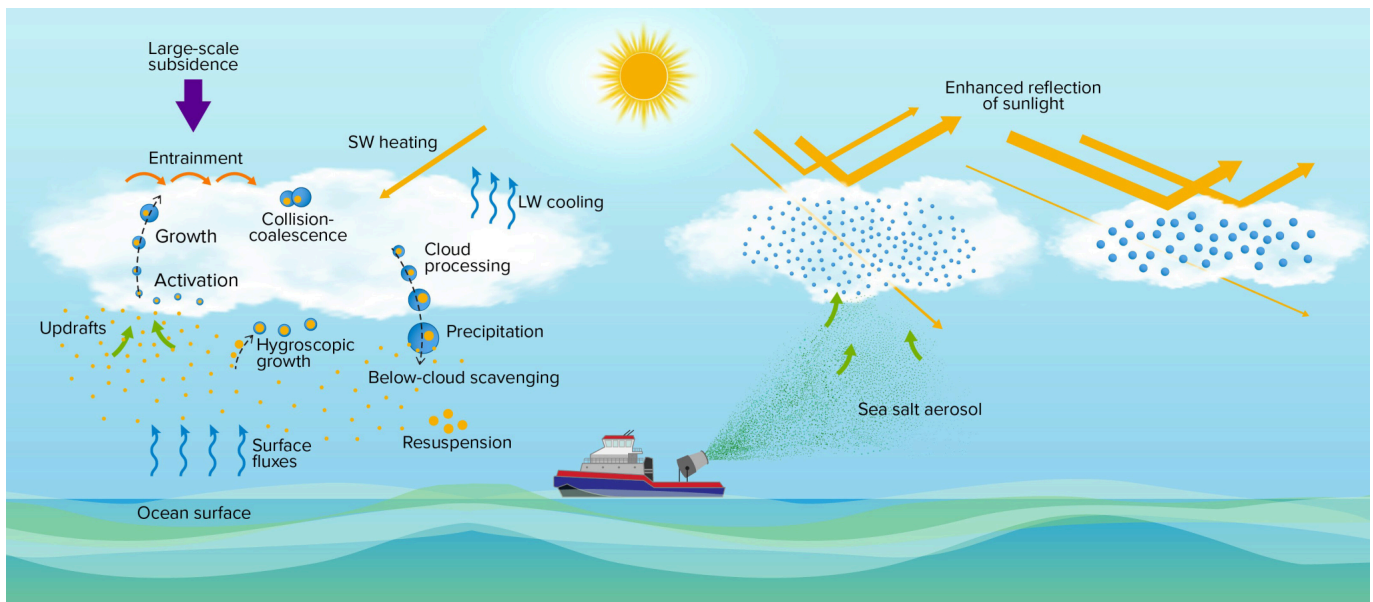 Large-scale
subsidence
Enhanced reflection
of sunlight
SW heating
Entrainment
LW cooling
Collision-
coalescence
Growth
Cloud
processing
Activation
Updrafts
Precipitation
Hygroscopic
growth
Below-cloud scavenging
Sea salt aerosol
Resuspension
Surface
fluxes
Ocean surface